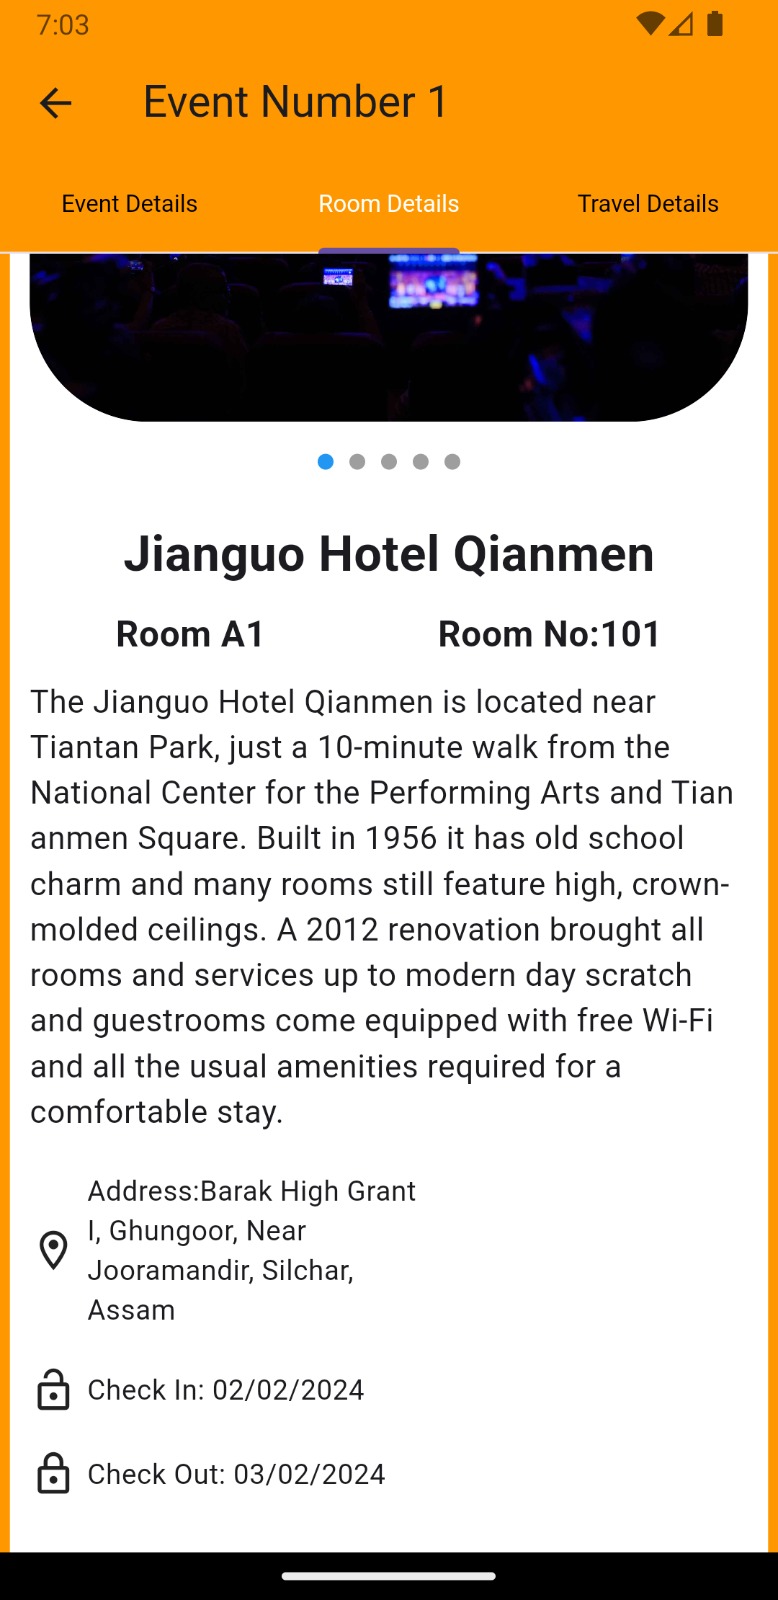 7:03
Event Number 1
Event Details Room Details Travel Details
Jianguo Hotel Qianmen
Room A1 Room No:101
The Jianguo Hotel Qianmen is located near
Tiantan Park, just a 10-minute walk from the
National Center for the Performing Arts and Tian
anmen Square. Built in 1956 it has old school
charm and many rooms still feature high, crown-
molded ceilings. A 2012 renovation brought all
rooms and services up to modern day scratch
and guestrooms come equipped with free Wi-Fi
and all the usual amenities required for a
comfortable stay.
Address:Barak High Grant
I, Ghungoor, Near
Jooramandir, Silchar,
Assam
Check In: 02/02/2024
Check Out: 03/02/2024